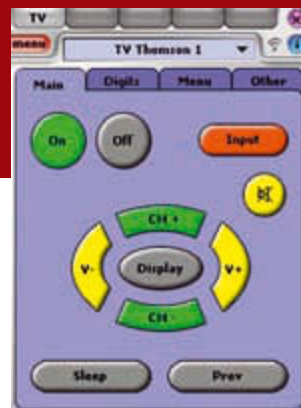 TV
menu
TV Thomson 1
Main Digits Menu Other
On Off Input
CH +
V- Display V+
CH -
Sleep Prev